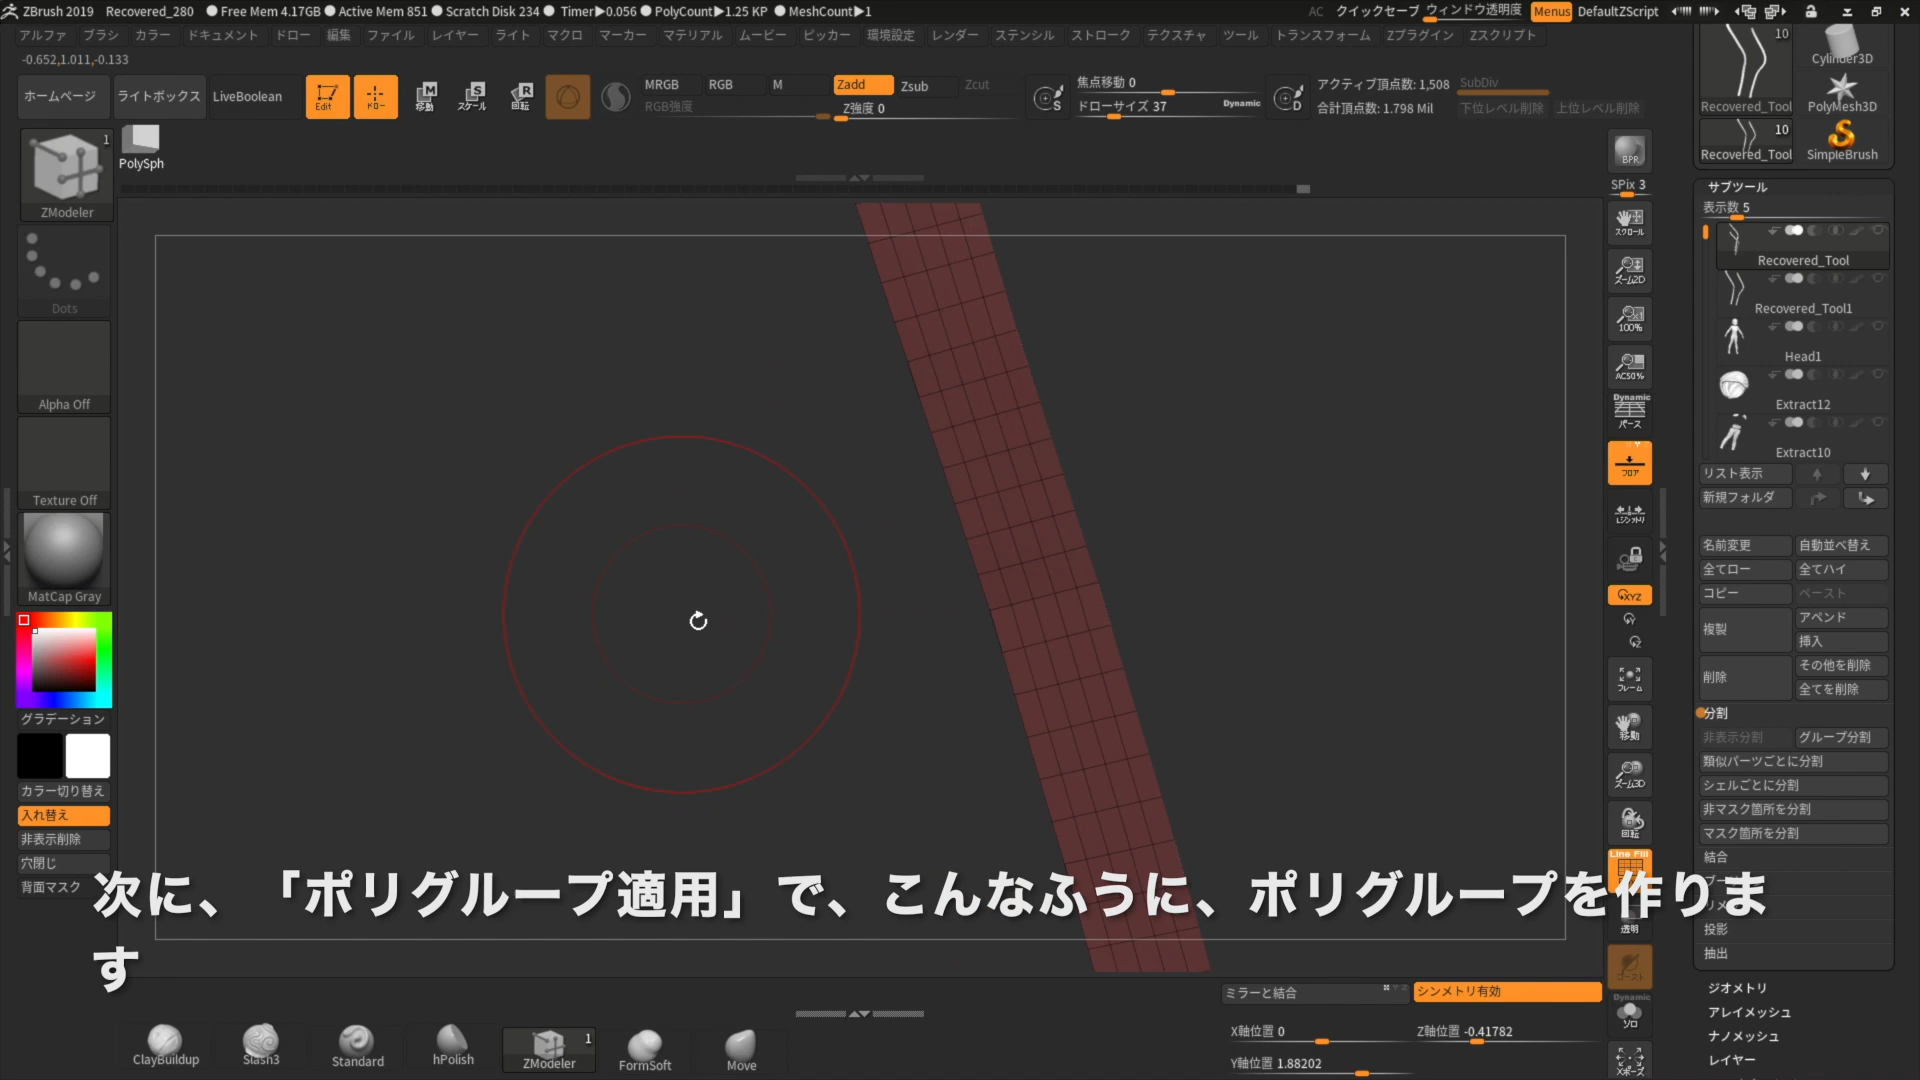 ZBrush 2019 Recovered_280 ●Free Mem 4.17GB ● Active Mem 851 ● Scratch Disk 234 ● Timer▶0.056 ● PolyCount▶1.25 KP ● MeshCount▶1 AC クイックセーブ ウィンドウ透明度 Menus DefaultZScript
アルファ ブラシ カラー ドキュメント ドロー 編集 ファイル レイヤー ライト マクロ マーカー マテリアル ムービー ピッカー 環境設定 レンダー ステンシル ストローク テクスチャ ツール トランスフォーム Zプラグイン Zスクリプト
-0.652,1.011,-0.133
ホームページ ライトボックス LiveBoolean Edit ドロー 移動 スケール 回転
MRGB RGB M Zadd Zsub Zcut
RGB強度 Z強度 0
焦点移動 0
ドローサイズ 37 Dynamic
アクティブ頂点数: 1,508 SubDiv
合計頂点数: 1.798 Mil 下位レベル削除 上位レベル削除
1
ZModeler
PolySph
Dots
Alpha Off
Texture Off
MatCap Gray
グラデーション
カラー切り替え
入れ替え
非表示削除
穴閉じ
背面マスク
BPR
SPix 3
スクロール
ズーム2D
100%
AC50%
Dynamic
パース
フロア
XYZ
フレーム
移動
ズーム3D
回転
Line Fill
透明
ゴースト
Dynamic
ソロ
Xポーズ
10
Cylinder3D
Recovered_Tool PolyMesh3D
10
Recovered_Tool SimpleBrush
サブツール
表示数 5
Recovered_Tool
Recovered_Tool1
Head1
Extract12
Extract10
リスト表示
新規フォルダ
名前変更 自動並べ替え
全てロー 全てハイ
コピー ペースト
複製 アペンド
挿入
削除 その他を削除
全てを削除
分割
非表示分割 グループ分割
類似パーツごとに分割
シェルごとに分割
非マスク箇所を分割
マスク箇所を分割
結合
投影
抽出
ジオメトリ
アレイメッシュ
ナノメッシュ
レイヤー
次に、「ポリグループ適用」で、こんなふうに、ポリグループを作りま
す
ミラーと結合 シンメトリ有効
X軸位置 0 Z軸位置 -0.41782
Y軸位置 1.88202
ClayBuildup Slash3 Standard hPolish ZModeler 1 FormSoft Move